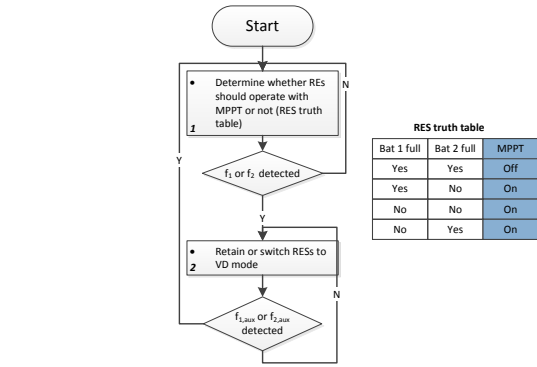 Start
• Determine whether REs
should operate with
MPPT or not (RES truth
table)
1
N
f1 or f2 detected
Y
Y
• Retain or switch RESs to
VD mode
2
N
f1,aux or f2,aux
detected
RES truth table
Bat 1 full Bat 2 full MPPT
Yes Yes Off
Yes No On
No No On
No Yes On